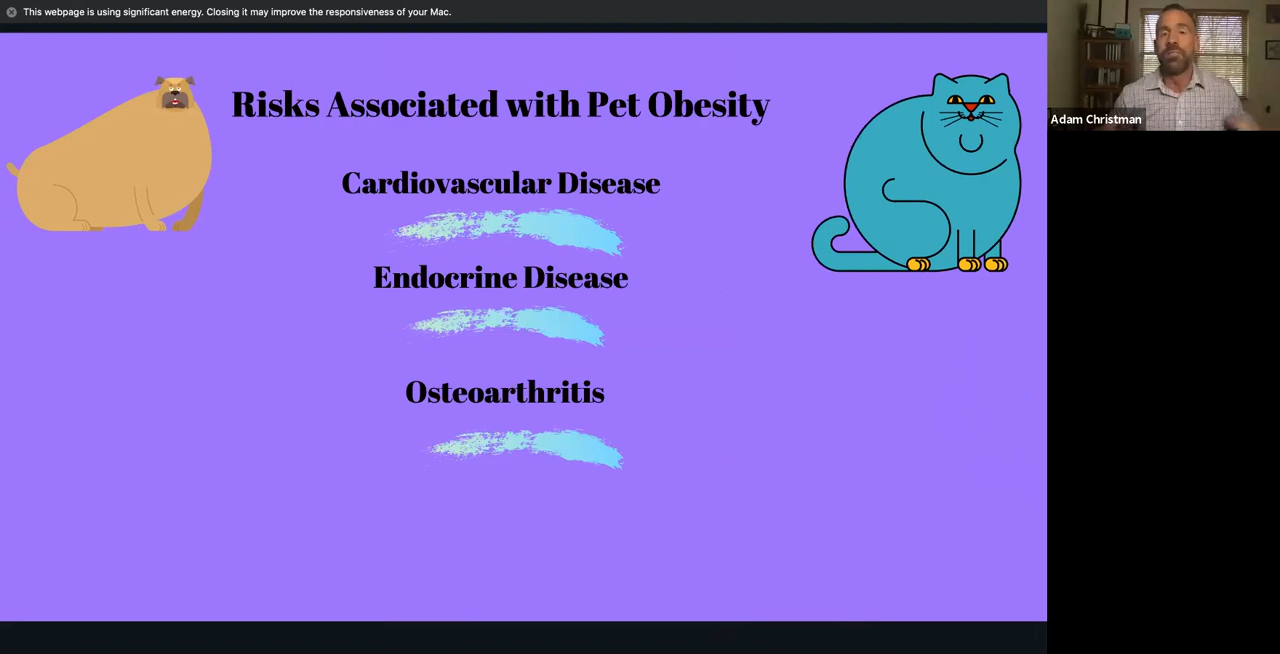 This webpage is using significant energy. Closing it may improve the responsiveness of your Mac.
Risks Associated with Pet Obesity
Adam Christman
Cardiovascular Disease
Endocrine Disease
Osteoarthritis